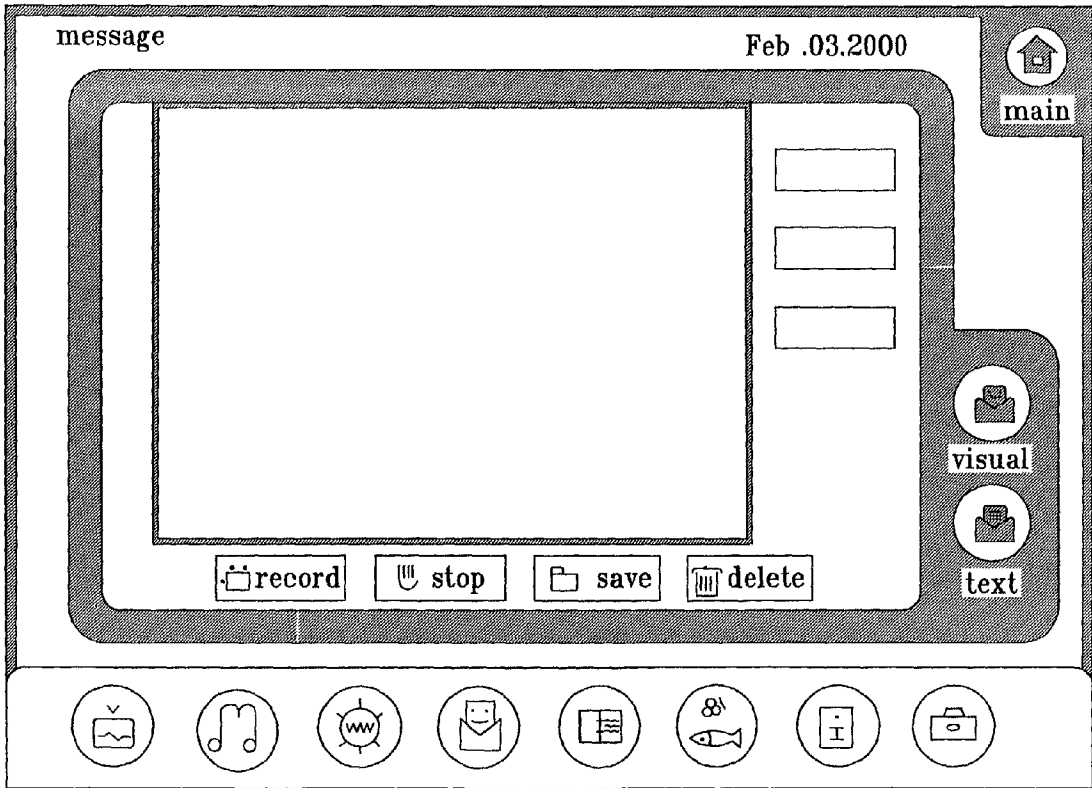 message
Feb .03.2000
main
visual
text
record
stop
save
delete
i